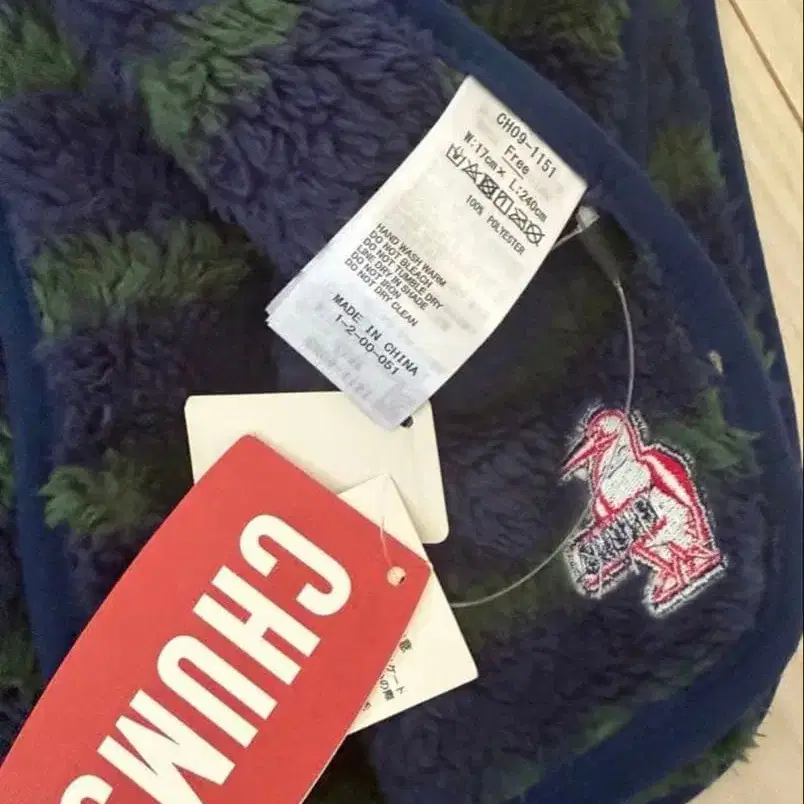 CH09-1151
Free
W:17cm× L:240cm
100% POLYESTER
HAND WASH WARM
DO NOT BLEACH
DO NOT TUMBLE DRY
LINE DRY IN SHADE
DO NOT IRON
DO NOT DRY CLEAN
MADE IN CHINA
1-2-00-051
CHUMS